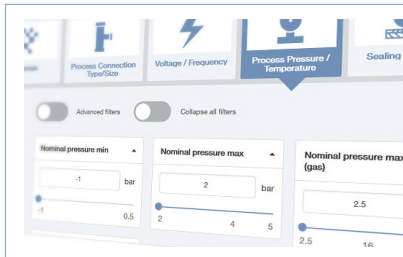 Process Connection
Type/Size
Voltage / Frequency
Process Pressure /
Temperature
Sealing
Advanced filters
Collapse all filters
Nominal pressure min
-1
bar
-1
0.5
Nominal pressure max
2
bar
2
4
5
Nominal pressure max
(gas)
2.5
2.5
16